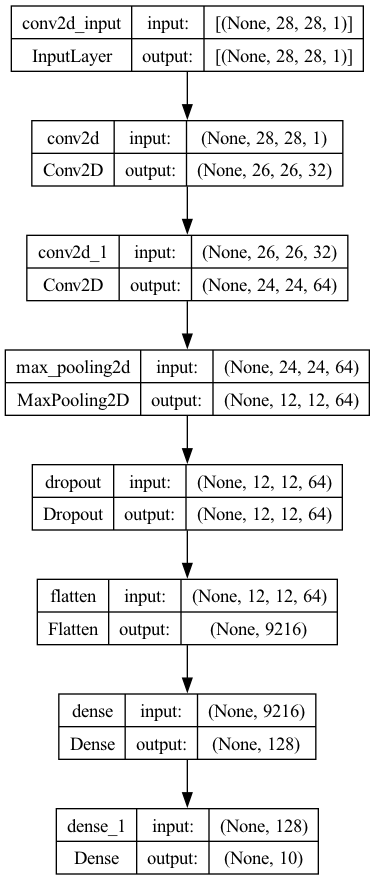 conv2d_input input: [(None, 28, 28, 1)]
InputLayer output: [(None, 28, 28, 1)]
conv2d input: (None, 28, 28, 1)
Conv2D output: (None, 26, 26, 32)
conv2d_1 input: (None, 26, 26, 32)
Conv2D output: (None, 24, 24, 64)
max_pooling2d input: (None, 24, 24, 64)
MaxPooling2D output: (None, 12, 12, 64)
dropout input: (None, 12, 12, 64)
Dropout output: (None, 12, 12, 64)
flatten input: (None, 12, 12, 64)
Flatten output: (None, 9216)
dense input: (None, 9216)
Dense output: (None, 128)
dense_1 input: (None, 128)
Dense output: (None, 10)